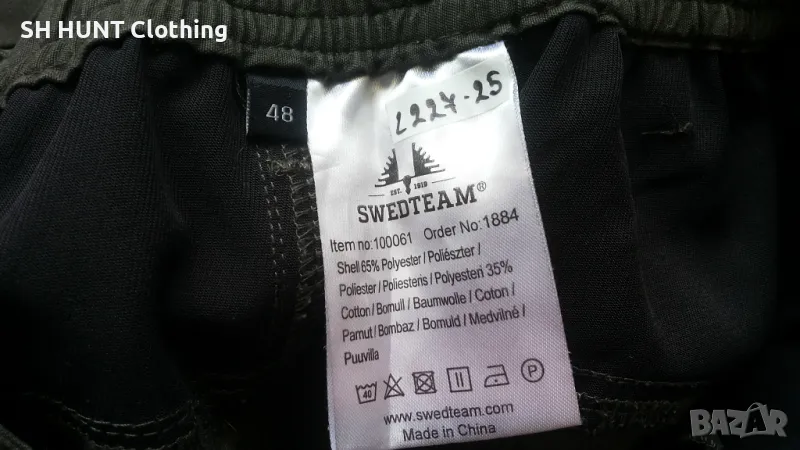 SH HUNT Clothing
48
L227-25
EST. 1919
SWEDTEAM®
Item no:100061 Order No:1884
Shell 65% Polyester / Poliészter /
Poliester / Poliesteris / Polyesteri 35%
Cotton / Bomull / Baumwolle / Coton /
Pamut / Bombaz / Bomuld / Medvilnė /
Puuvilla
40
P
www.swedteam.com
Made in China
BAZAR